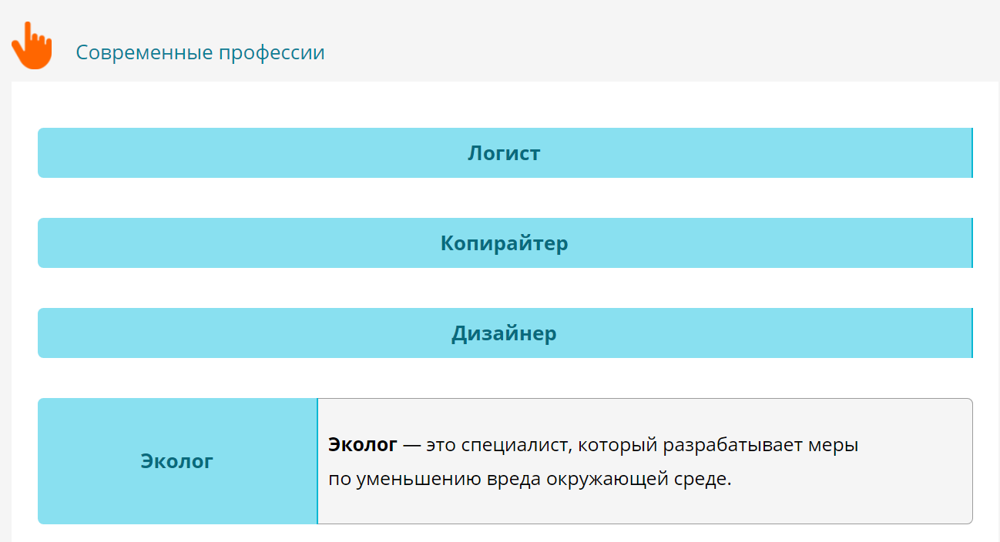 Современные профессии
Логист
Копирайтер
Дизайнер
Эколог
Эколог — это специалист, который разрабатывает меры
по уменьшению вреда окружающей среде.